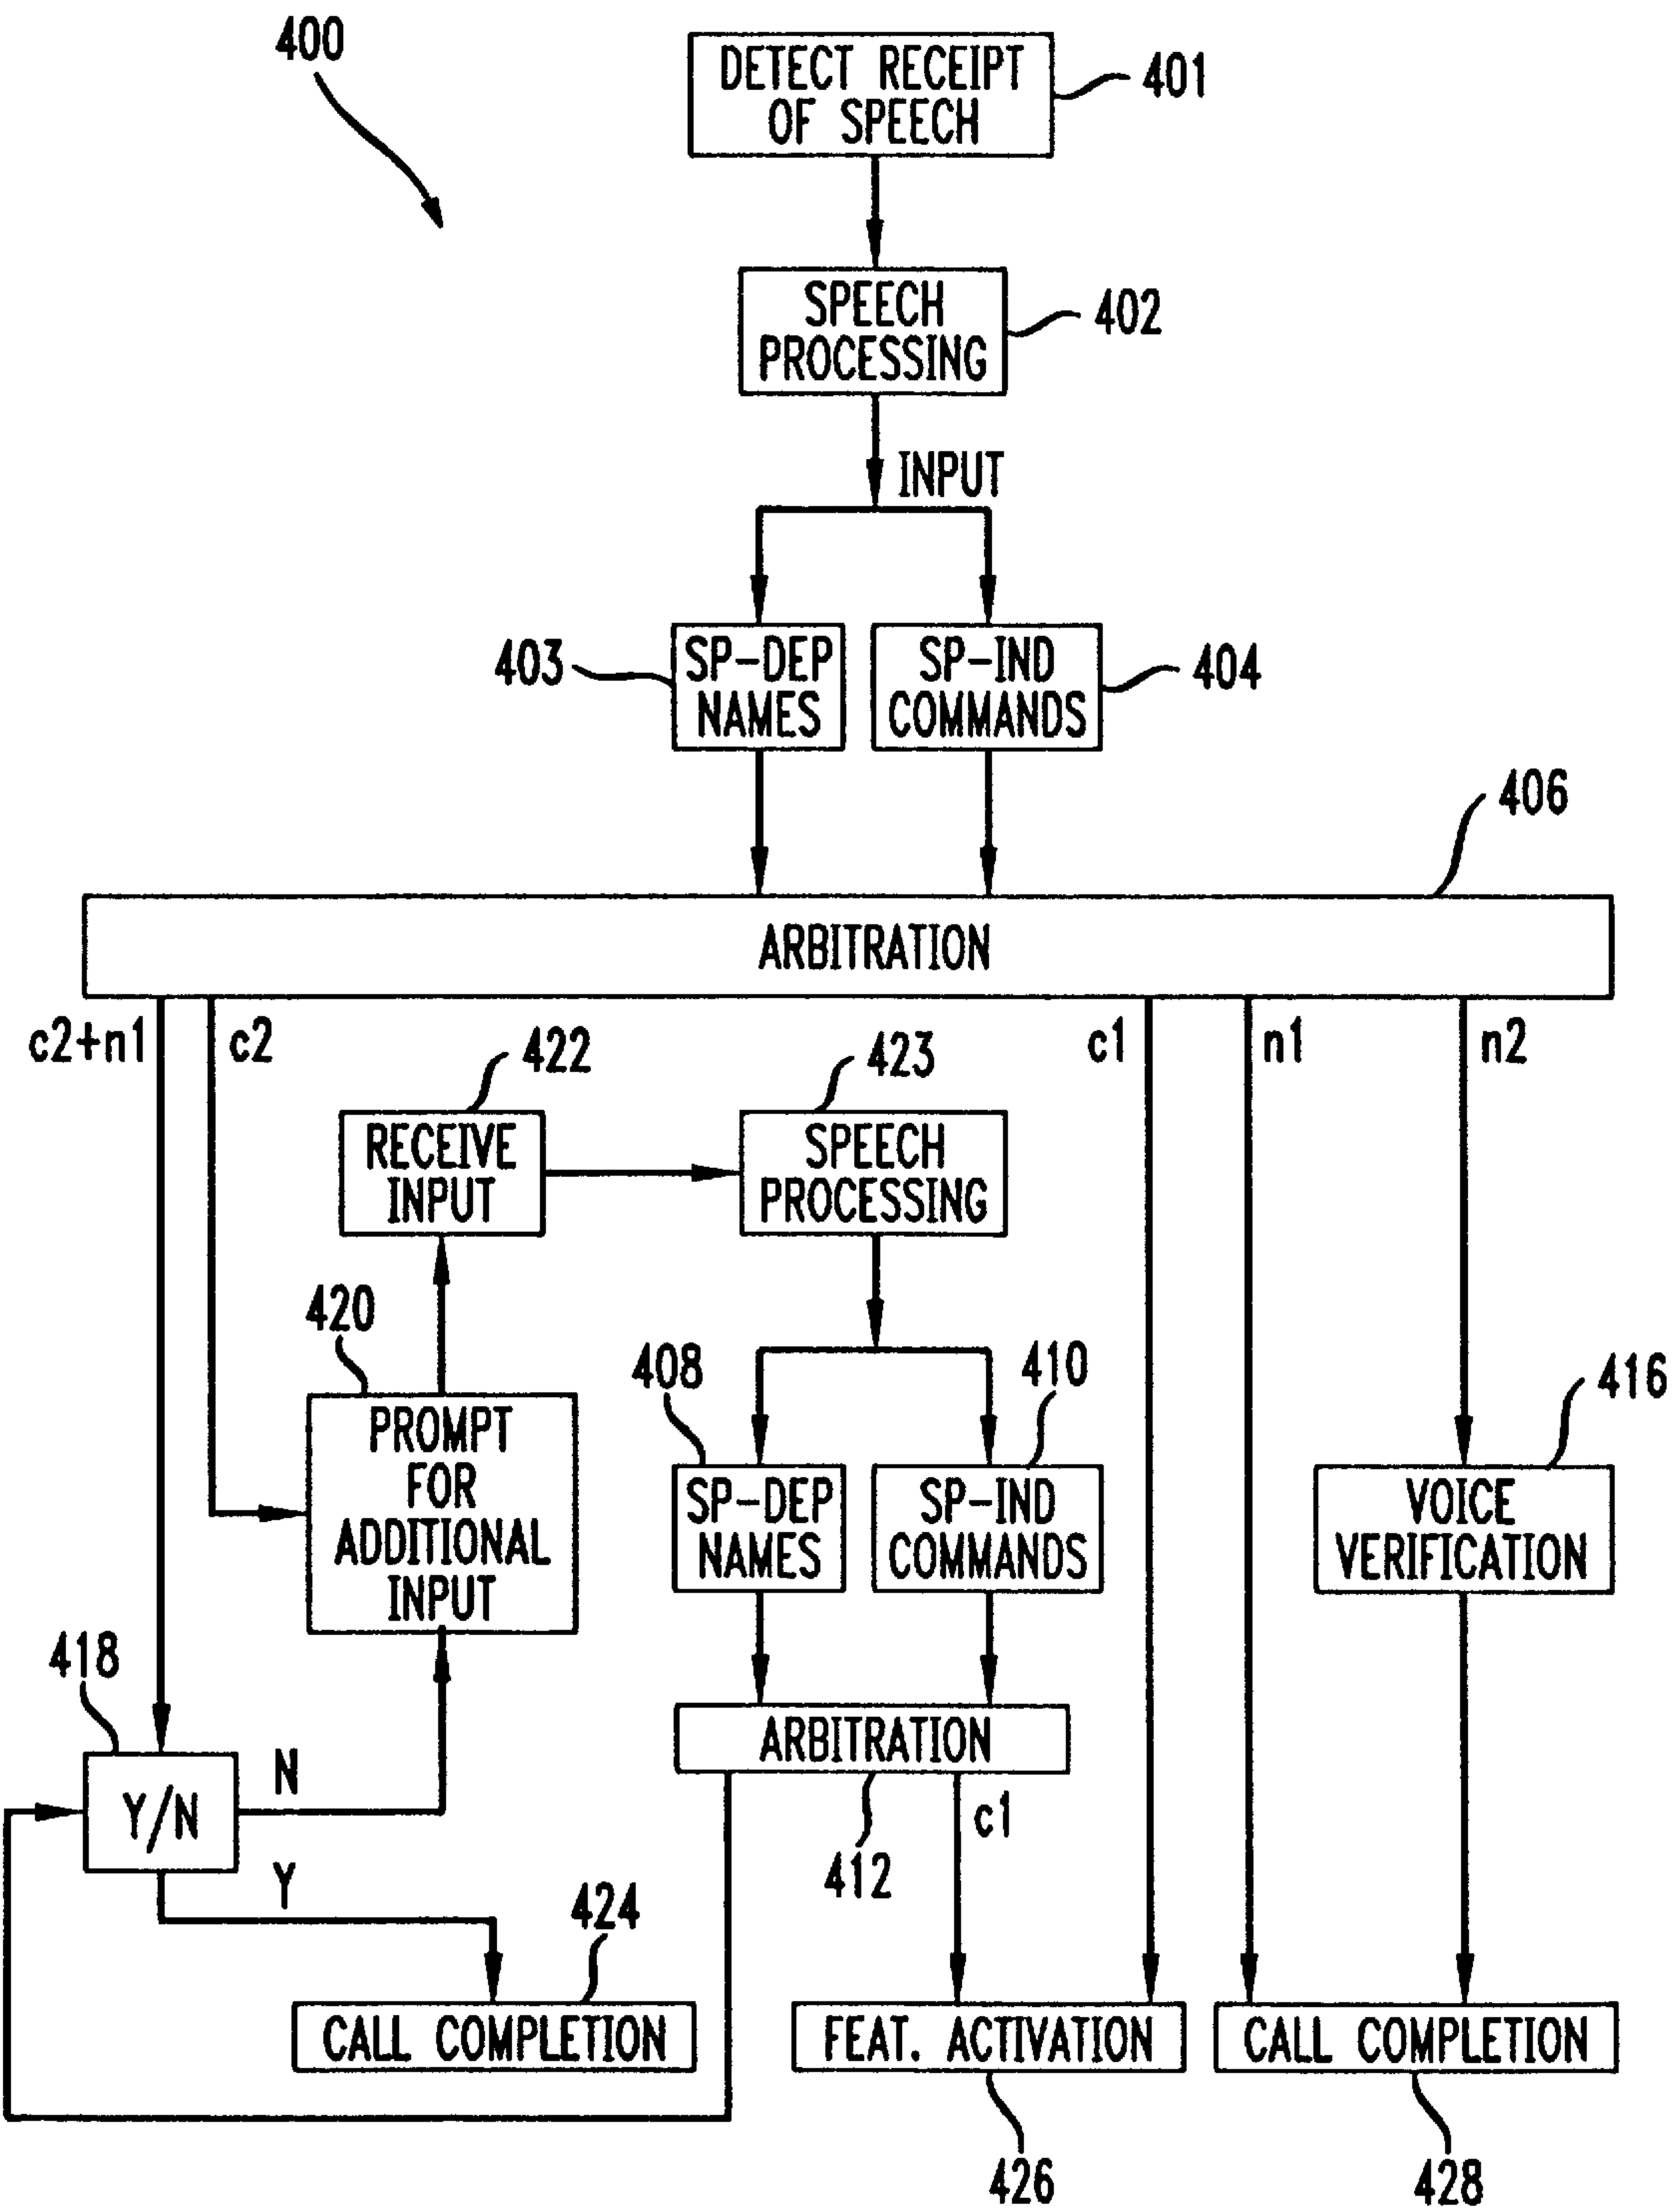 400
DETECT RECEIPT
OF SPEECH
401
SPEECH
PROCESSING
402
INPUT
403
SP-DEP
NAMES
SP-IND
COMMANDS
404
406
ARBITRATION
c2+n1
c2
c1
n1
n2
422
423
RECEIVE
INPUT
SPEECH
PROCESSING
420
PROMPT
FOR
ADDITIONAL
INPUT
408
410
416
SP-DEP
NAMES
SP-IND
COMMANDS
VOICE
VERIFICATION
418
Y/N
N
Y
ARBITRATION
412
c1
424
CALL COMPLETION
FEAT. ACTIVATION
CALL COMPLETION
426
428